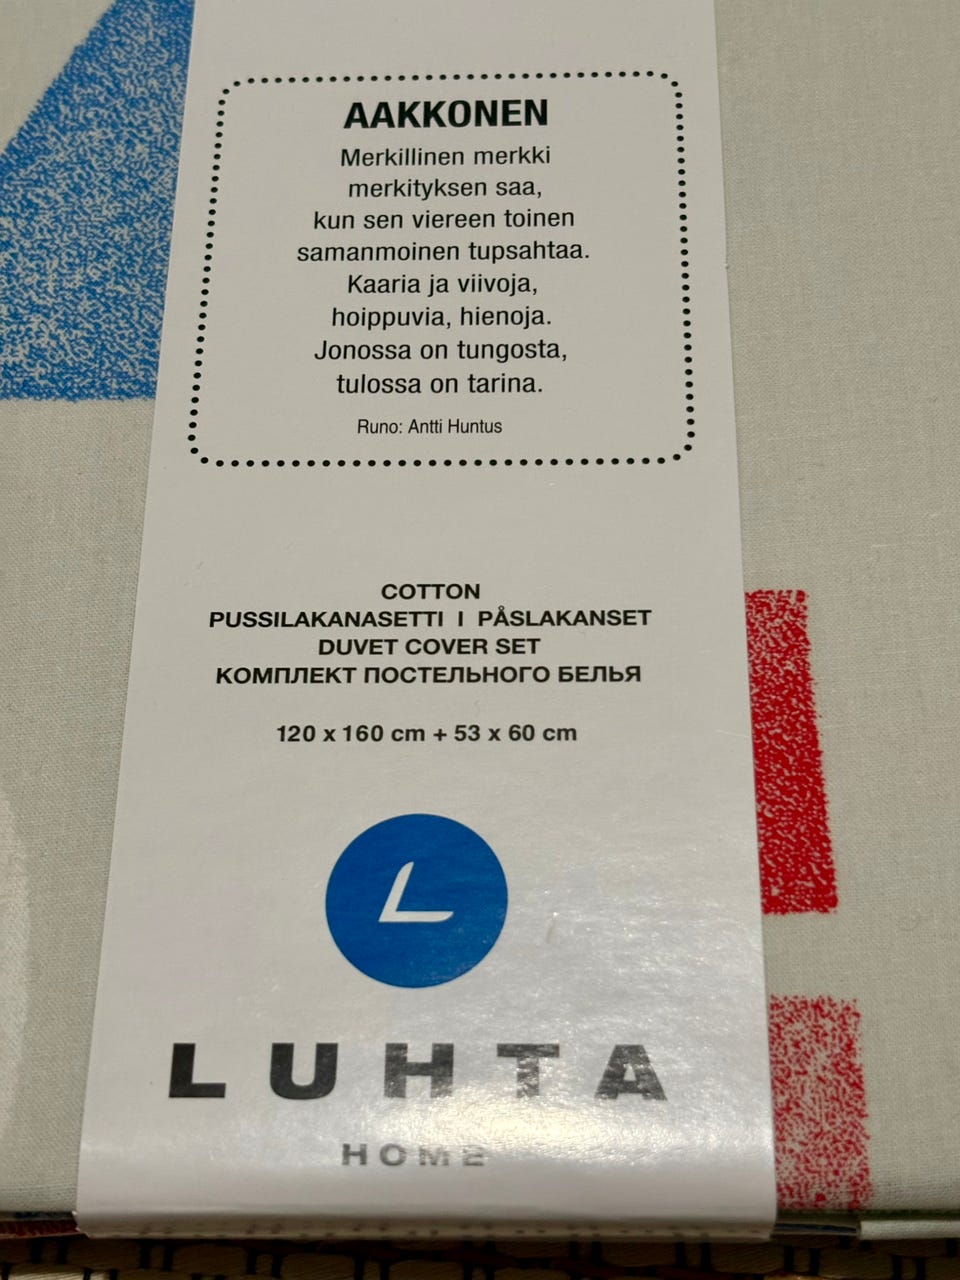 AAKKONEN
Merkillinen merkki
merkityksen saa,
kun sen viereen toinen
samanmoinen tupsahtaa.
Kaaria ja viivoja,
hoippuvia, hienoja.
Jonossa on tungosta,
tulossa on tarina.
Runo: Antti Huntus
COTTON
PUSSILAKANASETTI I PÅSLAKANSET
DUVET COVER SET
КОМПЛЕКТ ПОСТЕЛЬНОГО БЕЛЬЯ
120 x 160 cm + 53 x 60 cm
L
LUHTA
HOME